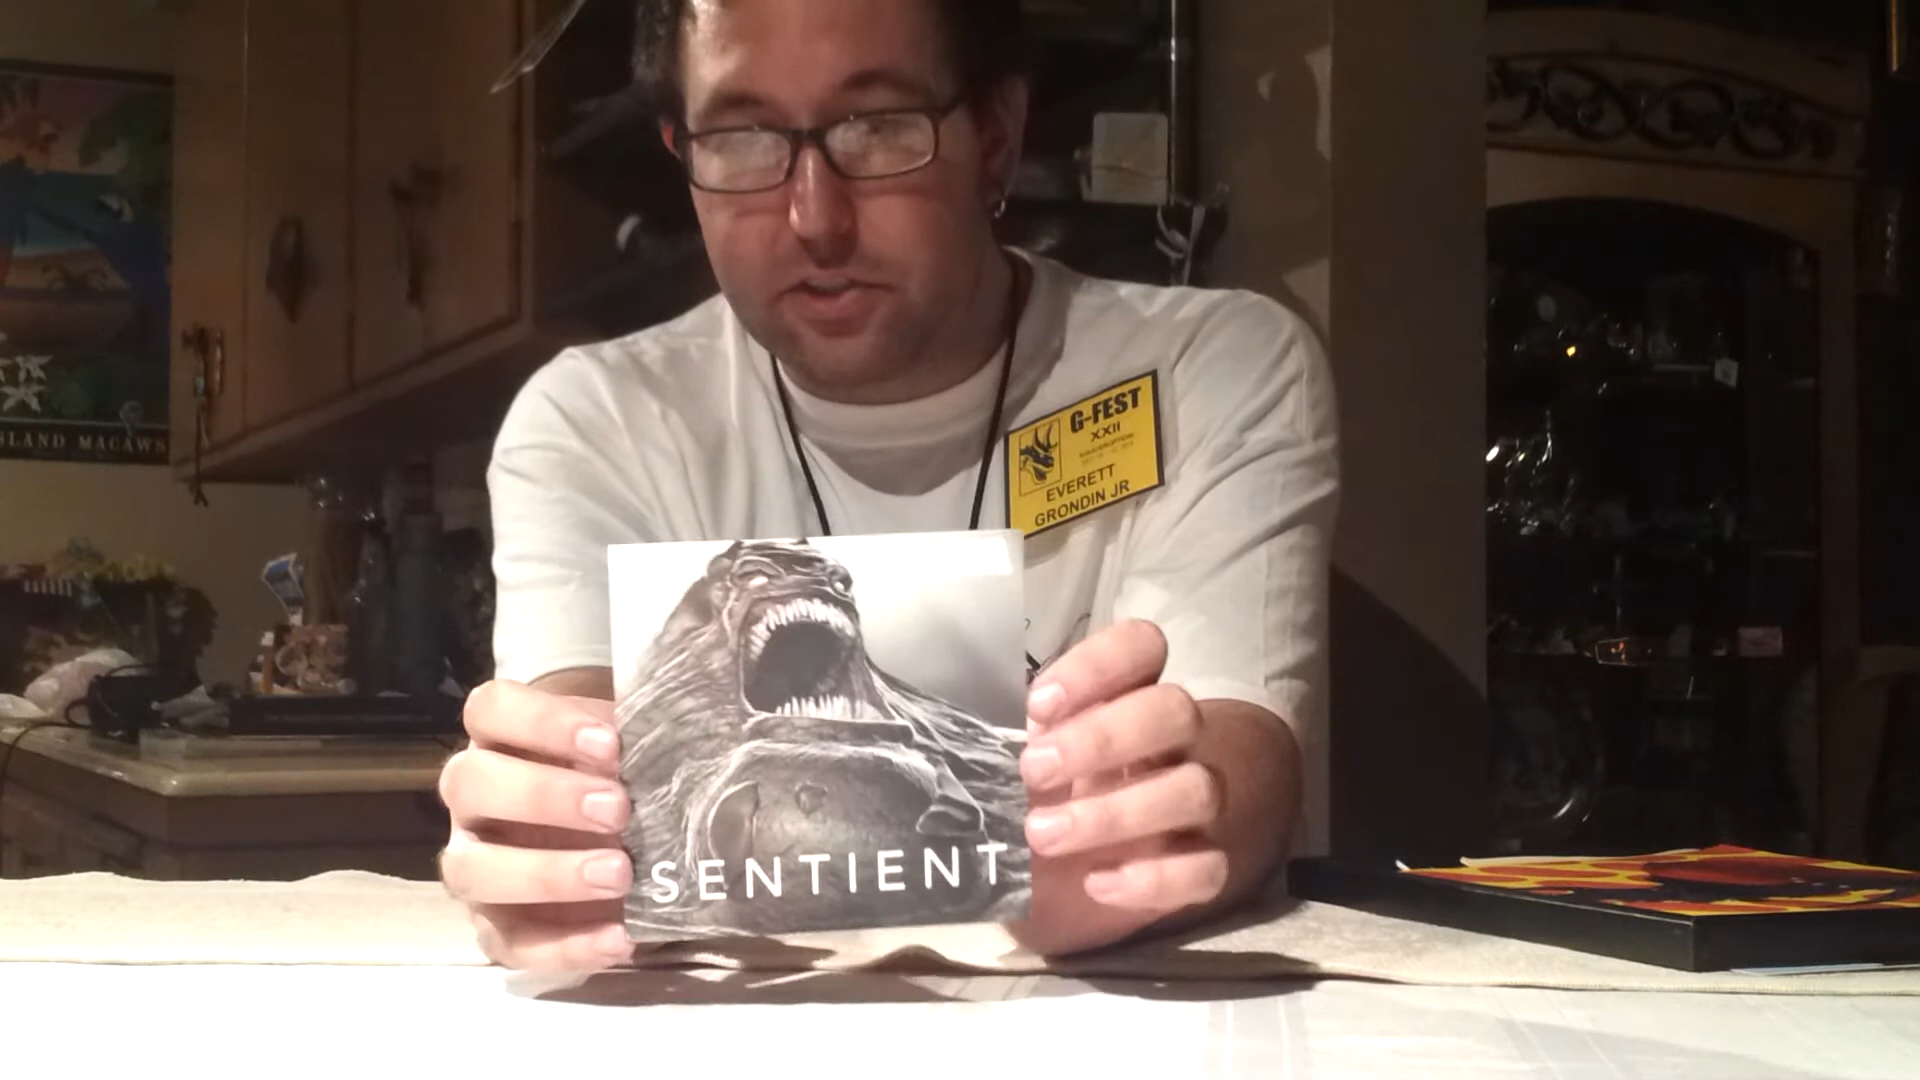 ISLAND MACAWS
G-FEST
XXII
EVERETT
GRONDIN JR
SENTIENT